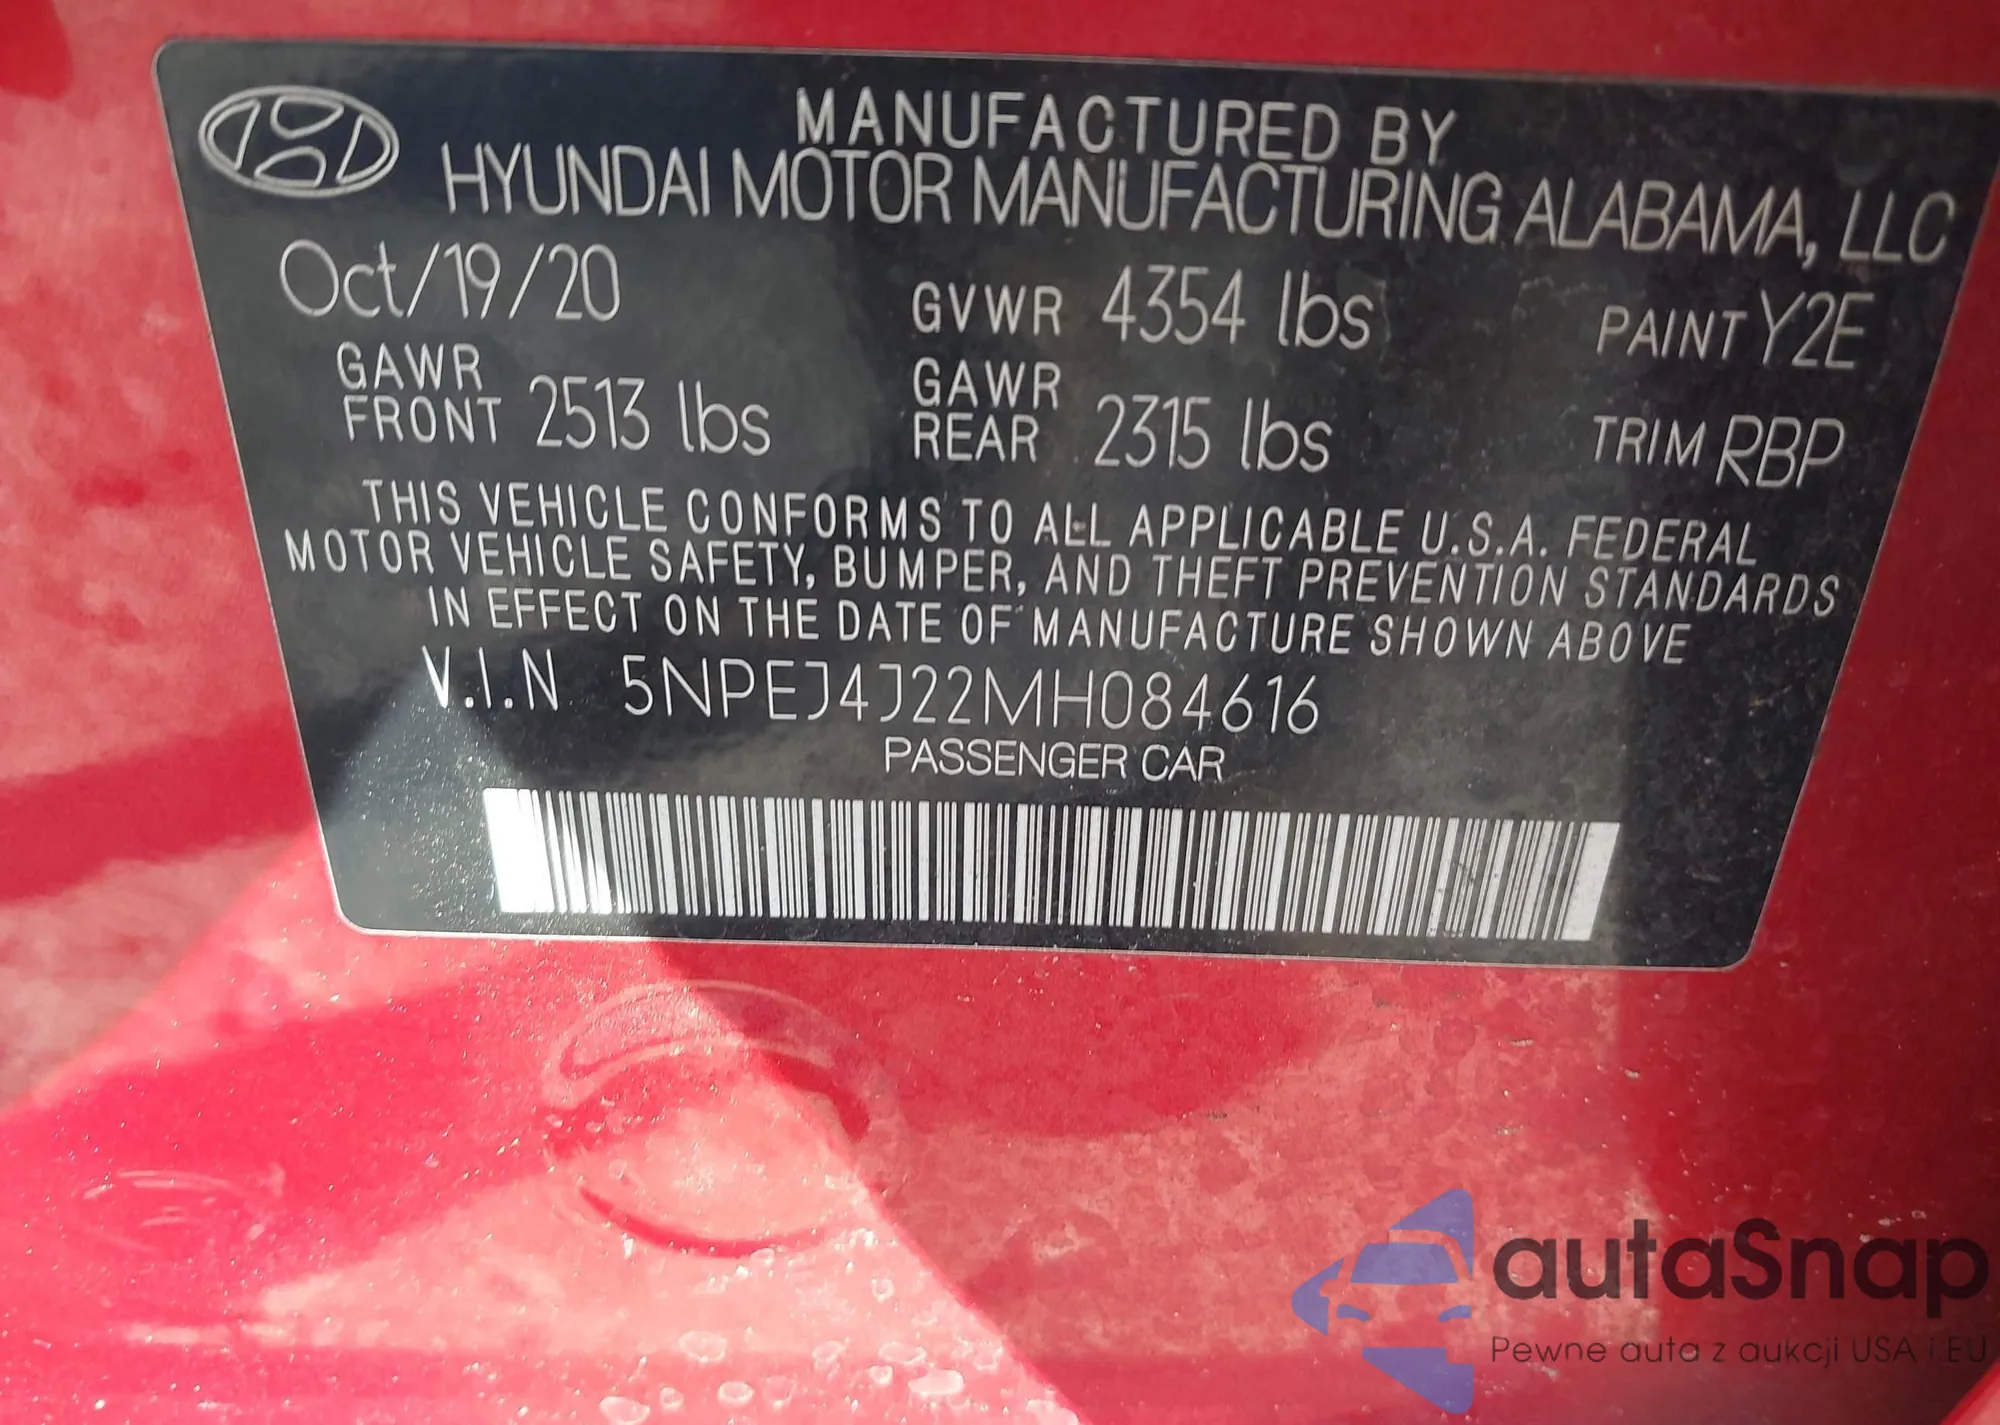 MANUFACTURED BY
HYUNDAI MOTOR MANUFACTURING ALABAMA, LLC
Oct/19/20 GVWR 4354 lbs PAINT Y2E
GAWR FRONT 2513 lbs GAWR REAR 2315 lbs TRIM RBP
THIS VEHICLE CONFORMS TO ALL APPLICABLE U.S.A. FEDERAL
MOTOR VEHICLE SAFETY, BUMPER, AND THEFT PREVENTION STANDARDS
IN EFFECT ON THE DATE OF MANUFACTURE SHOWN ABOVE
V.I.N 5NPEJ4J22MH084616
PASSENGER CAR
autaSnap
Pewne auta z aukcji USA i EU